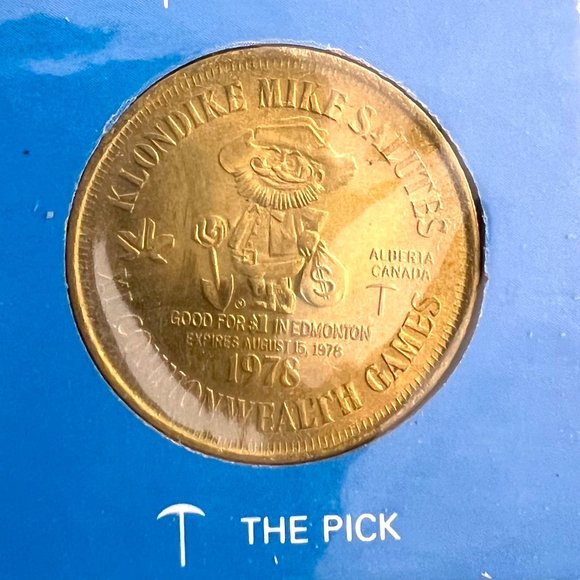 KLONDIKE MIKE SALUTES
ALBERTA
CANADA
$
GOOD FOR $1 IN EDMONTON
EXPIRES AUGUST 15, 1978
1978
XI COMMONWEALTH GAMES
THE PICK